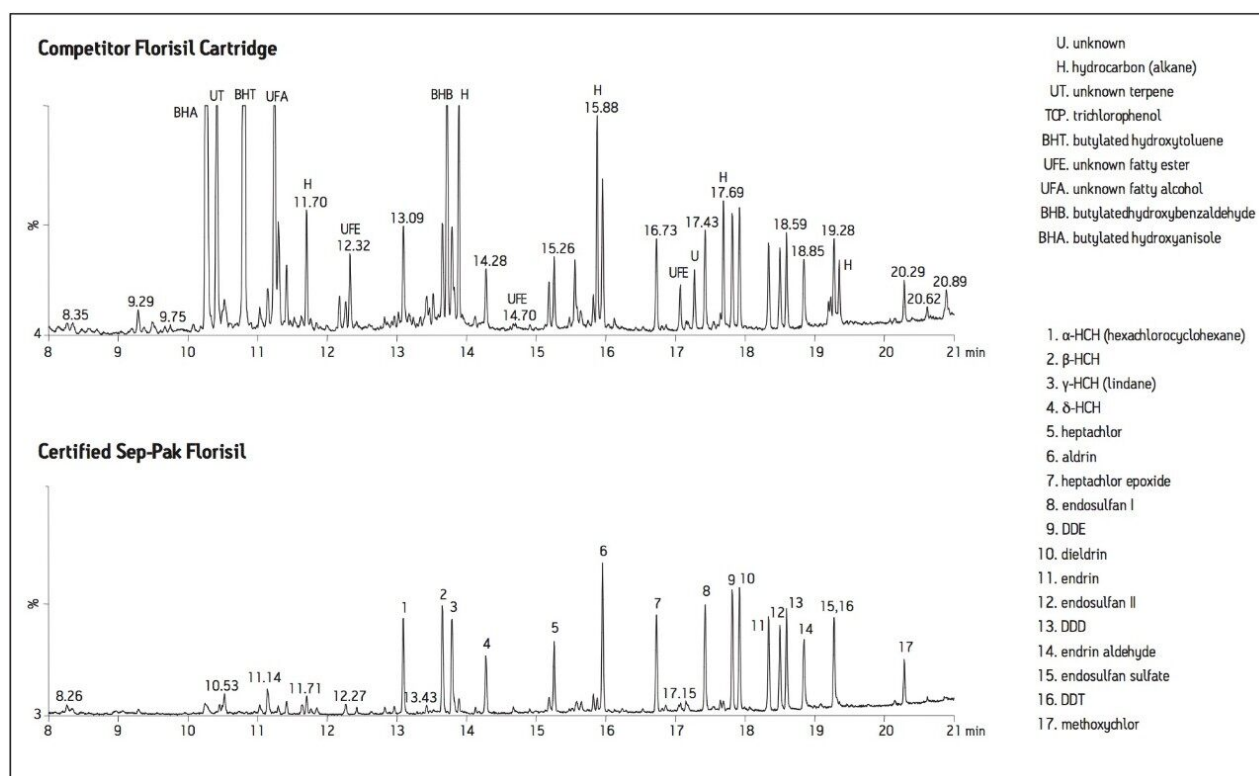 Competitor Florisil Cartridge
BHA
UT
BHT
UFA
BHB
H
H
15.88
H
11.70
UFE
12.32
13.09
14.28
UFE
14.70
15.26
16.73
UFE
U
17.43
H
17.69
18.59
18.85
19.28
H
20.29
20.62
20.89
8.35
9.29
9.75
%
4
8 9 10 11 12 13 14 15 16 17 18 19 20 21 min
Certified Sep-Pak Florisil
%
3
8.26
10.53
11.14
11.71
12.27
1
13.43
2
3
4
5
6
7
17.15
8
9
10
11
12
13
14
15,16
17
8 9 10 11 12 13 14 15 16 17 18 19 20 21 min
U. unknown
H. hydrocarbon (alkane)
UT. unknown terpene
TCP. trichlorophenol
BHT. butylated hydroxytoluene
UFE. unknown fatty ester
UFA. unknown fatty alcohol
BHB. butylatedhydroxybenzaldehyde
BHA. butylated hydroxyanisole
1. α-HCH (hexachlorocyclohexane)
2. β-HCH
3. γ-HCH (lindane)
4. δ-HCH
5. heptachlor
6. aldrin
7. heptachlor epoxide
8. endosulfan I
9. DDE
10. dieldrin
11. endrin
12. endosulfan II
13. DDD
14. endrin aldehyde
15. endosulfan sulfate
16. DDT
17. methoxychlor